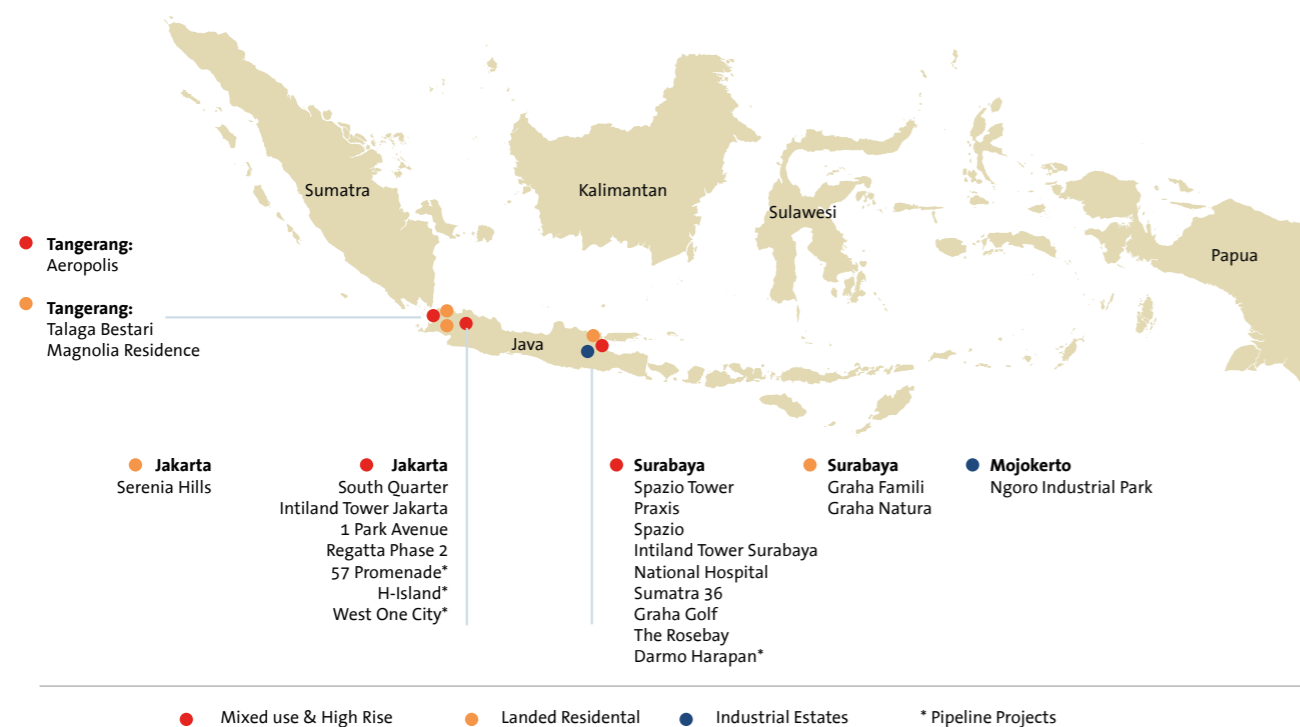 Sumatra
Kalimantan
Sulawesi
Papua
Java
Tangerang:
Aeropolis
Tangerang:
Talaga Bestari
Magnolia Residence
Jakarta
Serenia Hills
Jakarta
South Quarter
Intiland Tower Jakarta
1 Park Avenue
Regatta Phase 2
57 Promenade*
H-Island*
West One City*
Surabaya
Spazio Tower
Praxis
Spazio
Intiland Tower Surabaya
National Hospital
Sumatra 36
Graha Golf
The Rosebay
Darmo Harapan*
Surabaya
Graha Famili
Graha Natura
Mojokerto
Ngoro Industrial Park
Mixed use & High Rise
Landed Residental
Industrial Estates
* Pipeline Projects